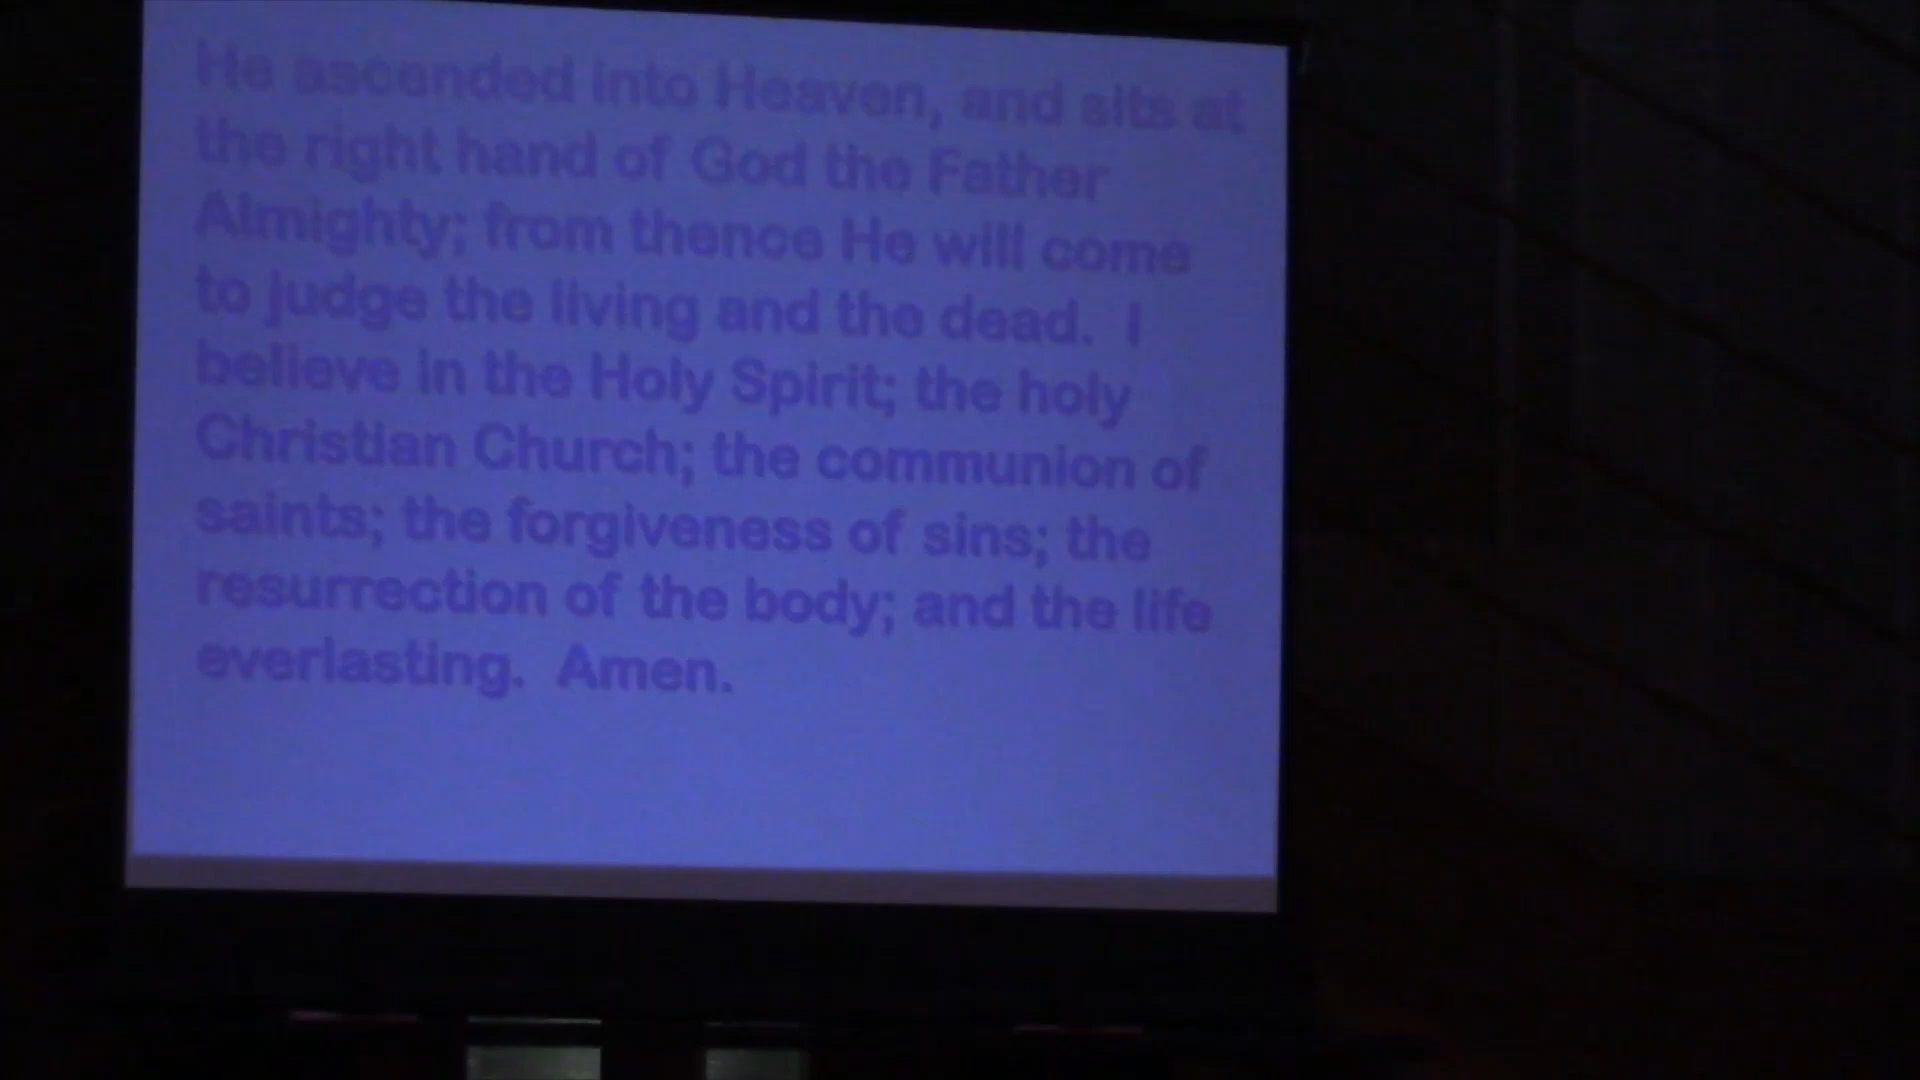 He ascended into Heaven, and sits at
the right hand of God the Father
Almighty; from thence He will come
to judge the living and the dead. I
believe in the Holy Spirit; the holy
Christian Church; the communion of
saints; the forgiveness of sins; the
resurrection of the body; and the life
everlasting. Amen.